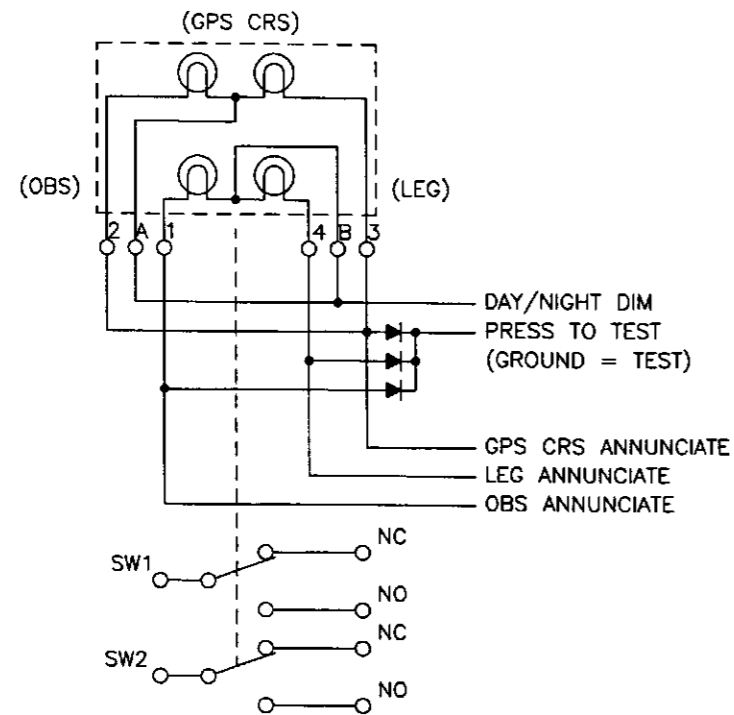 (GPS CRS)
(OBS)
(LEG)
2 A 1 4 B 3
DAY/NIGHT DIM
PRESS TO TEST
(GROUND = TEST)
GPS CRS ANNUNCIATE
LEG ANNUNCIATE
OBS ANNUNCIATE
NC
SW1
NO
NC
SW2
NO